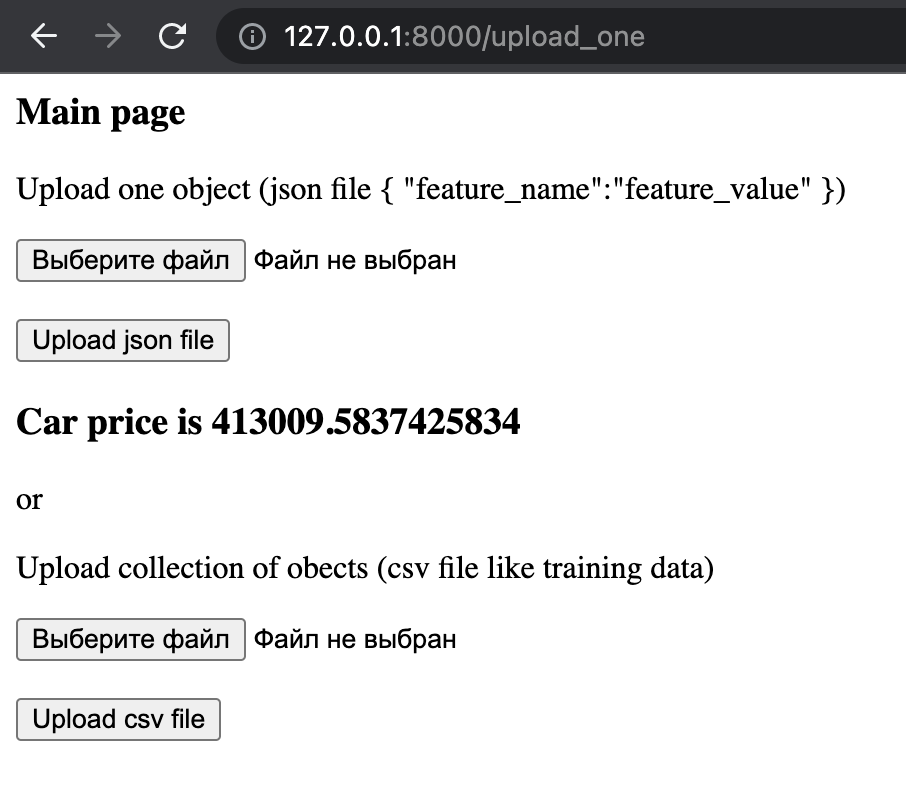 127.0.0.1:8000/upload_one
Main page
Upload one object (json file { "feature_name":"feature_value" })
Выберите файл Файл не выбран
Upload json file
Car price is 413009.5837425834
or
Upload collection of obects (csv file like training data)
Выберите файл Файл не выбран
Upload csv file